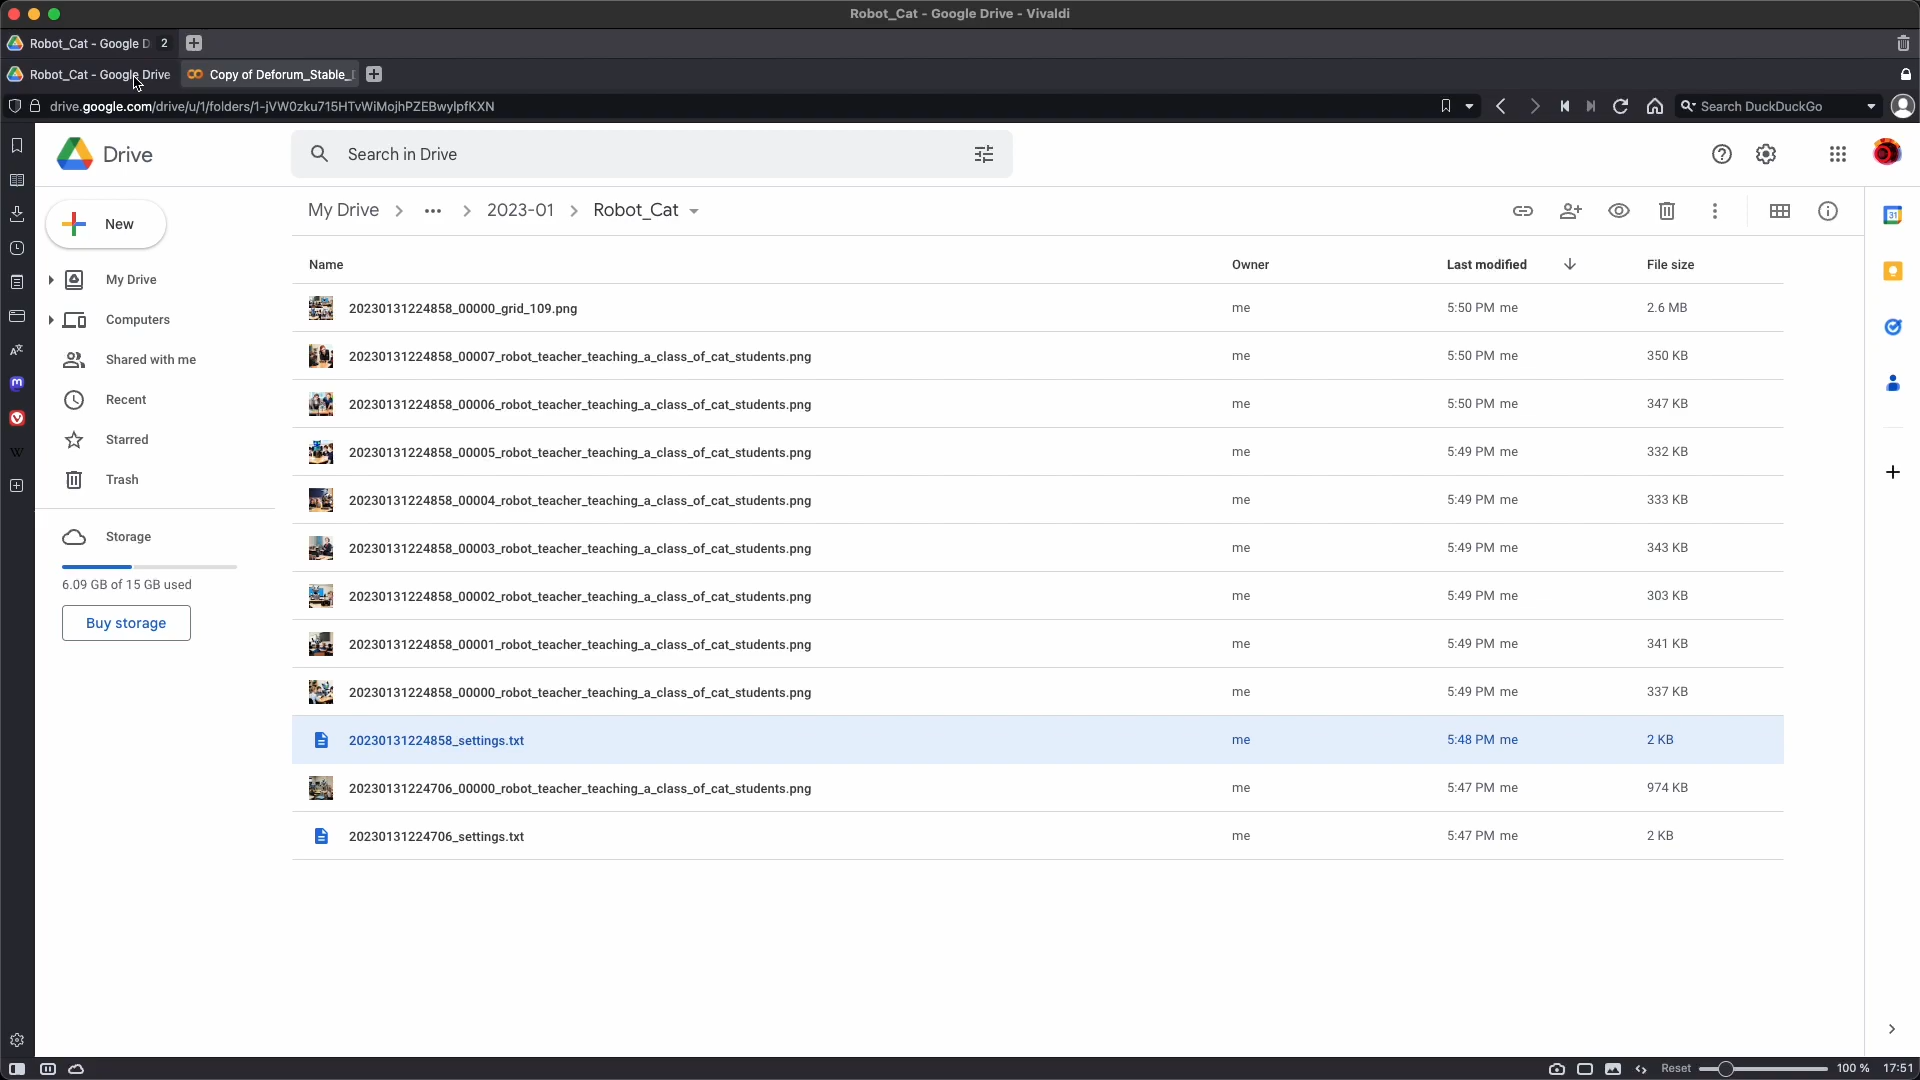 Robot_Cat - Google Drive - Vivaldi
Robot_Cat - Google D 2
Robot_Cat - Google Drive
Copy of Deforum_Stable_
drive.google.com/drive/u/1/folders/1-jVW0zku715HTvWiMojhPZEBwylpfKXN
Search DuckDuckGo
Drive
Search in Drive
New
My Drive
Computers
Shared with me
Recent
Starred
Trash
Storage
6.09 GB of 15 GB used
Buy storage
My Drive > ... > 2023-01 > Robot_Cat
Name Owner Last modified File size
20230131224858_00000_grid_109.png me 5:50 PM me 2.6 MB
20230131224858_00007_robot_teacher_teaching_a_class_of_cat_students.png me 5:50 PM me 350 KB
20230131224858_00006_robot_teacher_teaching_a_class_of_cat_students.png me 5:50 PM me 347 KB
20230131224858_00005_robot_teacher_teaching_a_class_of_cat_students.png me 5:49 PM me 332 KB
20230131224858_00004_robot_teacher_teaching_a_class_of_cat_students.png me 5:49 PM me 333 KB
20230131224858_00003_robot_teacher_teaching_a_class_of_cat_students.png me 5:49 PM me 343 KB
20230131224858_00002_robot_teacher_teaching_a_class_of_cat_students.png me 5:49 PM me 303 KB
20230131224858_00001_robot_teacher_teaching_a_class_of_cat_students.png me 5:49 PM me 341 KB
20230131224858_00000_robot_teacher_teaching_a_class_of_cat_students.png me 5:49 PM me 337 KB
20230131224858_settings.txt me 5:48 PM me 2 KB
20230131224706_00000_robot_teacher_teaching_a_class_of_cat_students.png me 5:47 PM me 974 KB
20230131224706_settings.txt me 5:47 PM me 2 KB
31
Reset 100 % 17:51